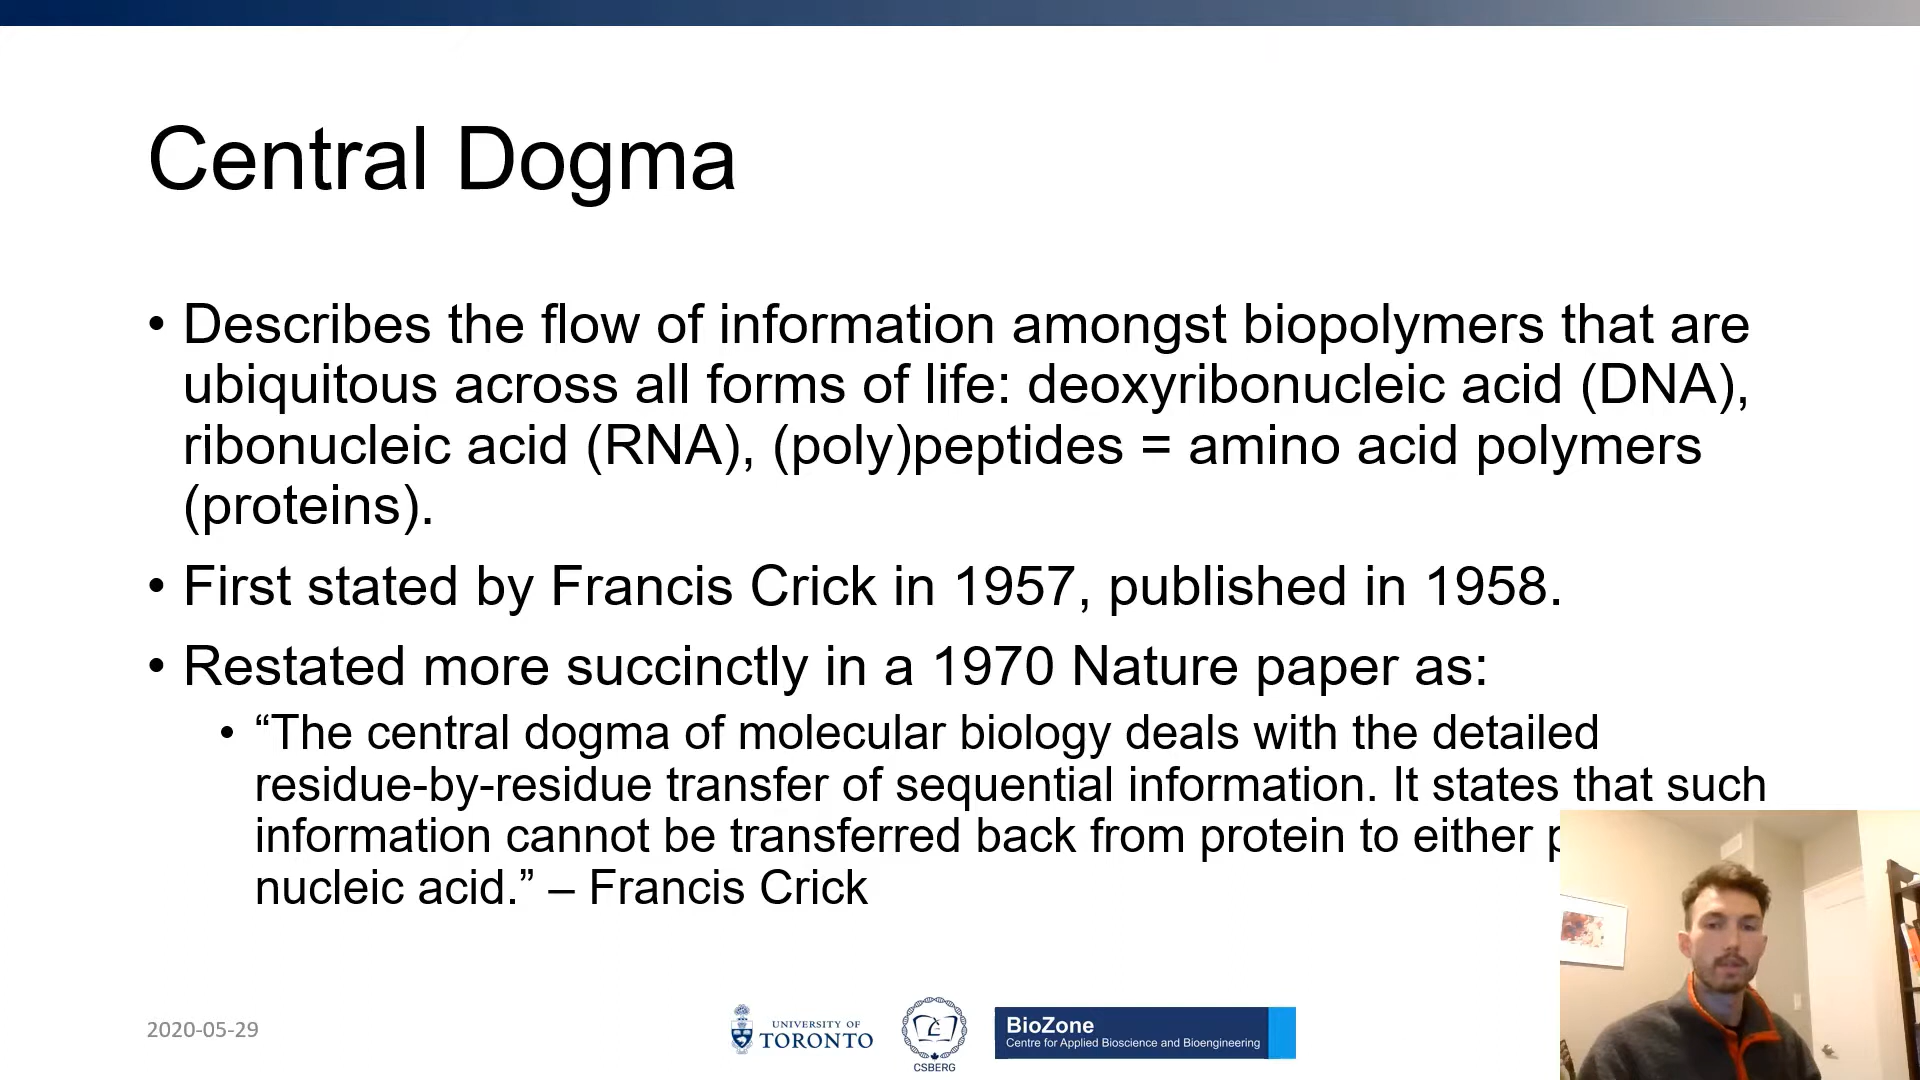 Central Dogma
• Describes the flow of information amongst biopolymers that are
ubiquitous across all forms of life: deoxyribonucleic acid (DNA),
ribonucleic acid (RNA), (poly)peptides = amino acid polymers
(proteins).
• First stated by Francis Crick in 1957, published in 1958.
• Restated more succinctly in a 1970 Nature paper as:
• “The central dogma of molecular biology deals with the detailed
residue-by-residue transfer of sequential information. It states that such
information cannot be transferred back from protein to either
nucleic acid.” – Francis Crick
2020-05-29
UNIVERSITY OF
TORONTO
CSBERG
BioZone
Centre for Applied Bioscience and Bioengineering